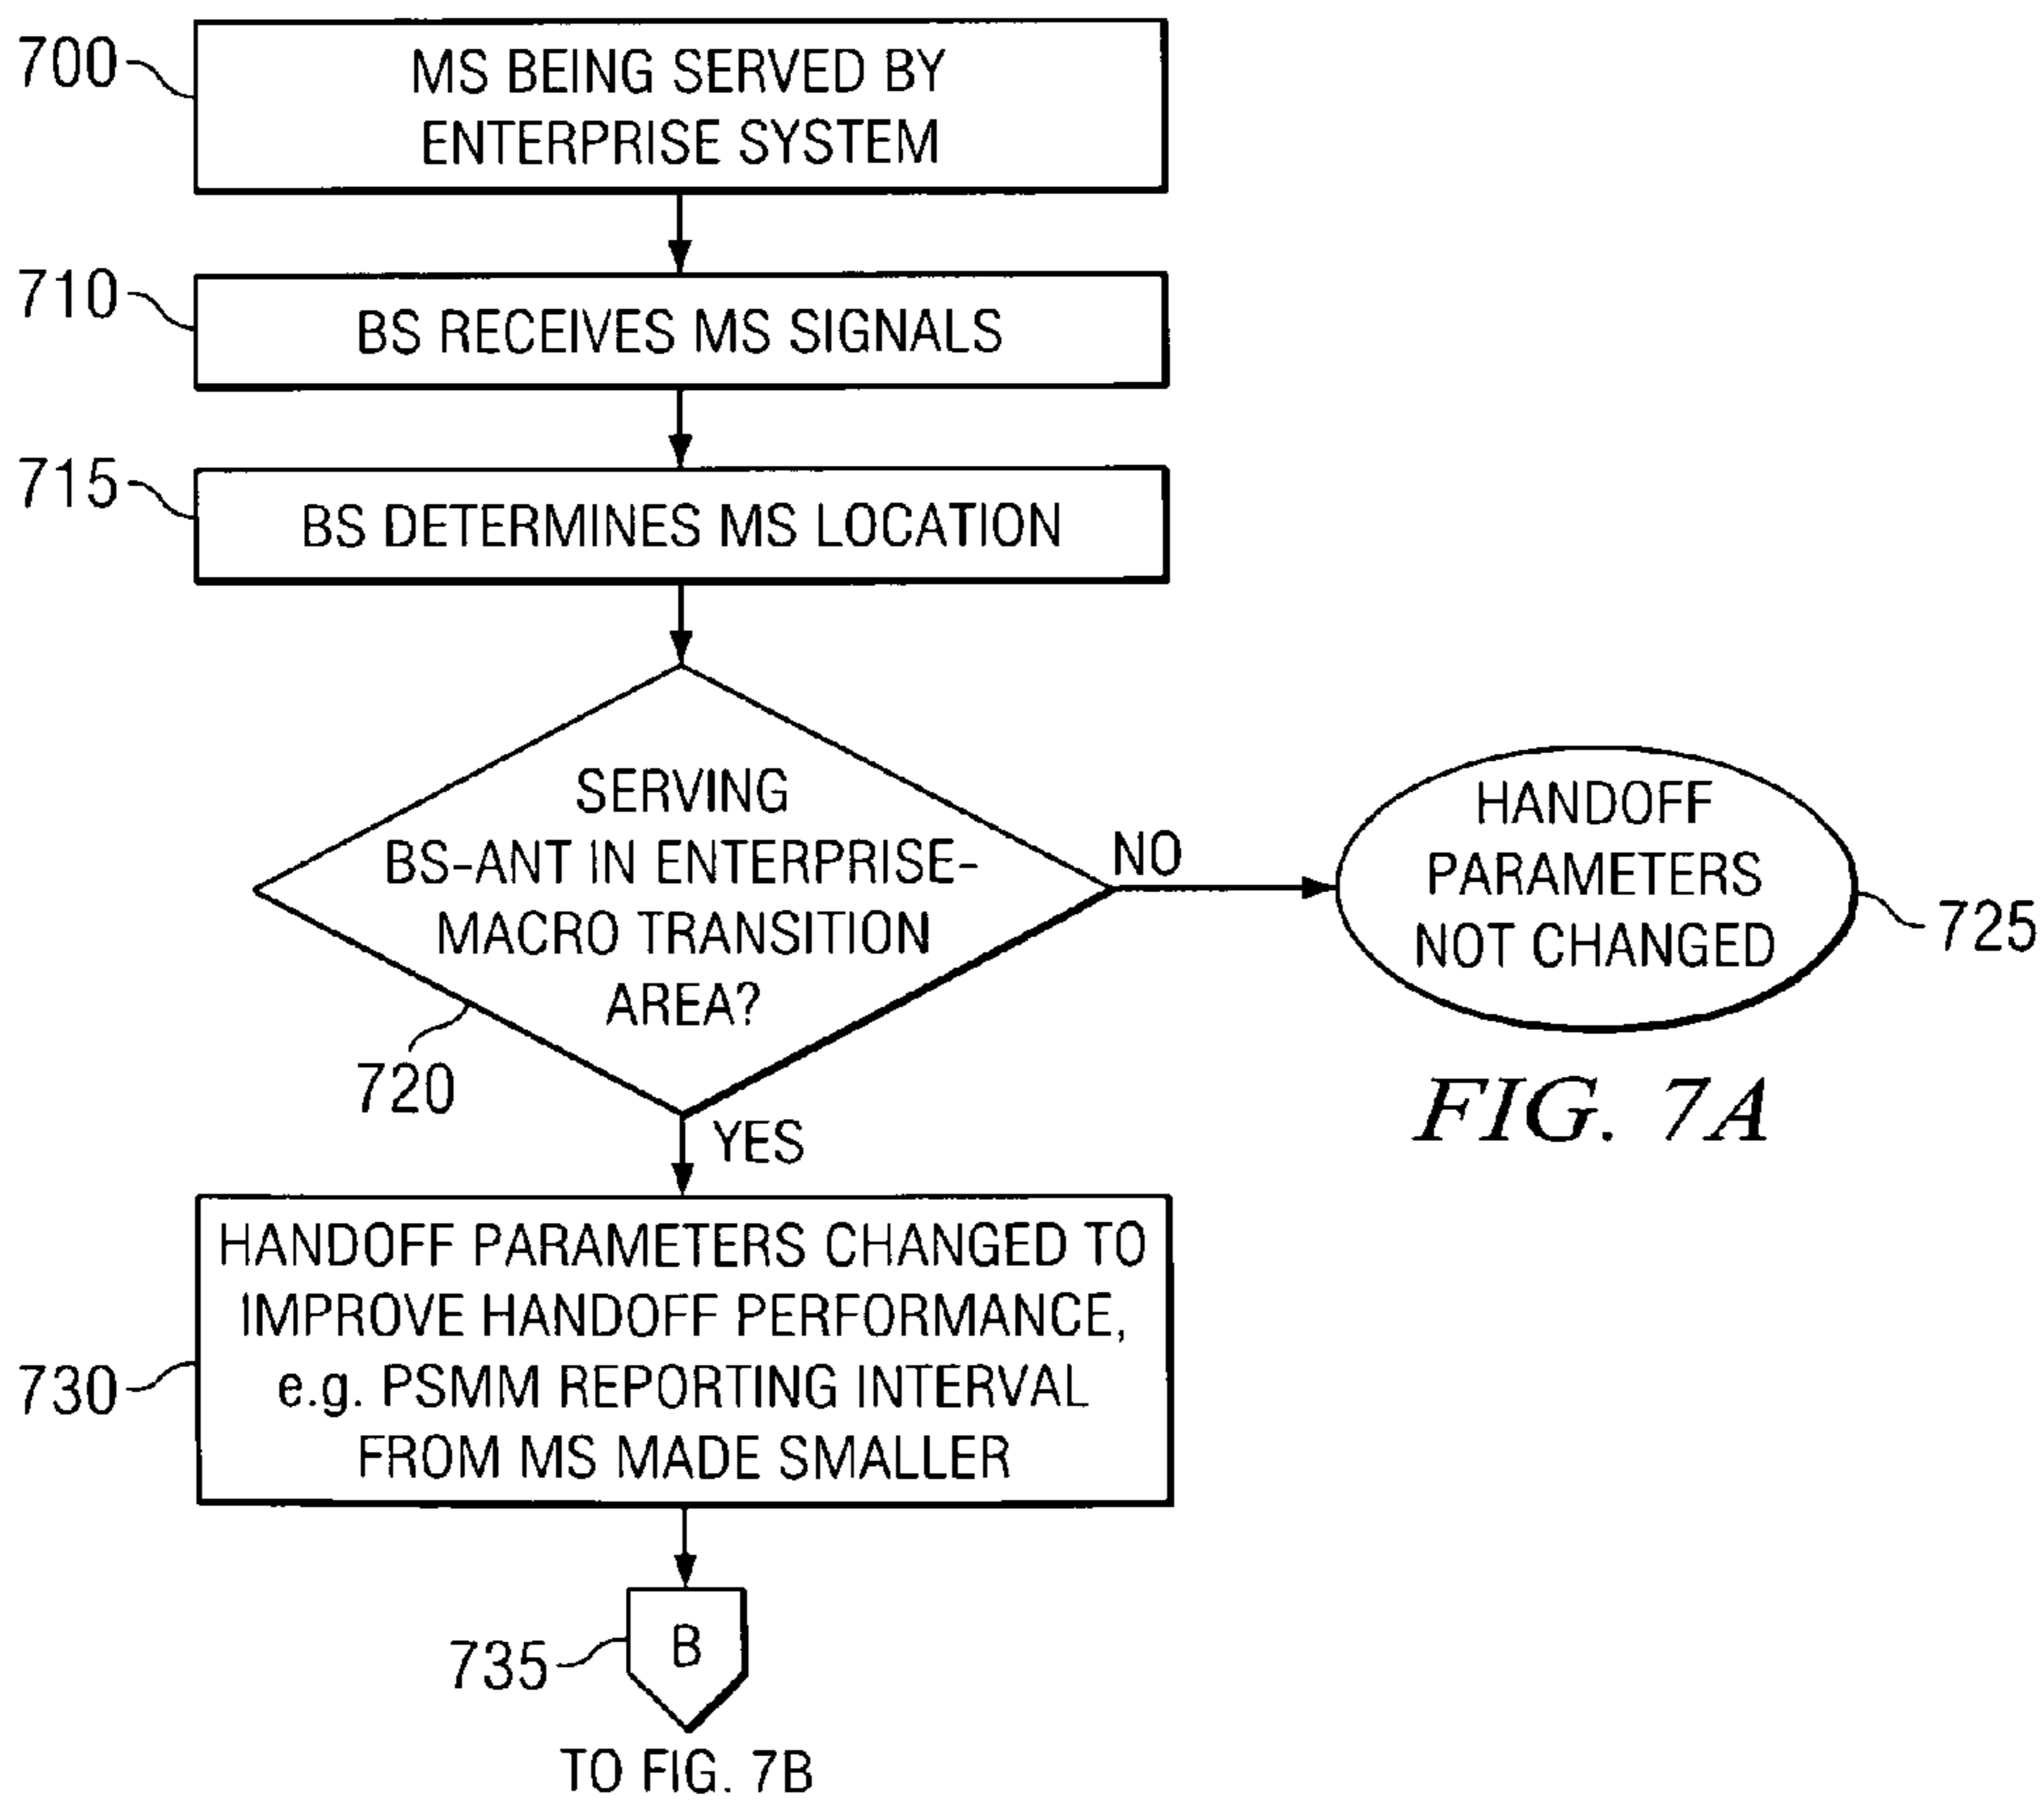 700
MS BEING SERVED BY
ENTERPRISE SYSTEM
710
BS RECEIVES MS SIGNALS
715
BS DETERMINES MS LOCATION
SERVING
BS-ANT IN ENTERPRISE-
MACRO TRANSITION
AREA?
720
NO
HANDOFF
PARAMETERS
NOT CHANGED
725
FIG. 7A
YES
730
HANDOFF PARAMETERS CHANGED TO
IMPROVE HANDOFF PERFORMANCE,
e.g. PSMM REPORTING INTERVAL
FROM MS MADE SMALLER
735
B
TO FIG. 7B